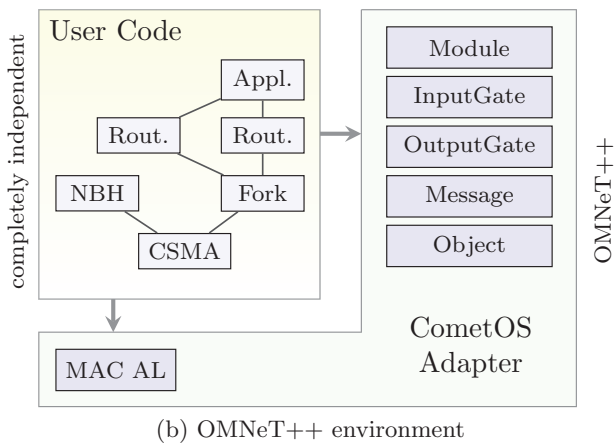 User Code
Appl.
Rout.
Rout.
NBH
Fork
CSMA
completely independent
Module
InputGate
OutputGate
Message
Object
OMNeT++
CometOS
Adapter
MAC AL
(b) OMNeT++ environment